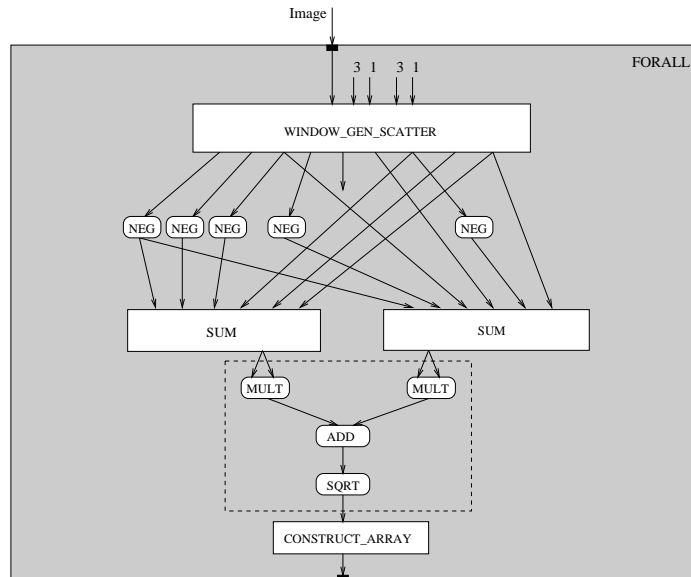 Image
FORALL
3 1 3 1
WINDOW_GEN_SCATTER
NEG NEG NEG NEG NEG
SUM SUM
MULT MULT
ADD
SQRT
CONSTRUCT_ARRAY